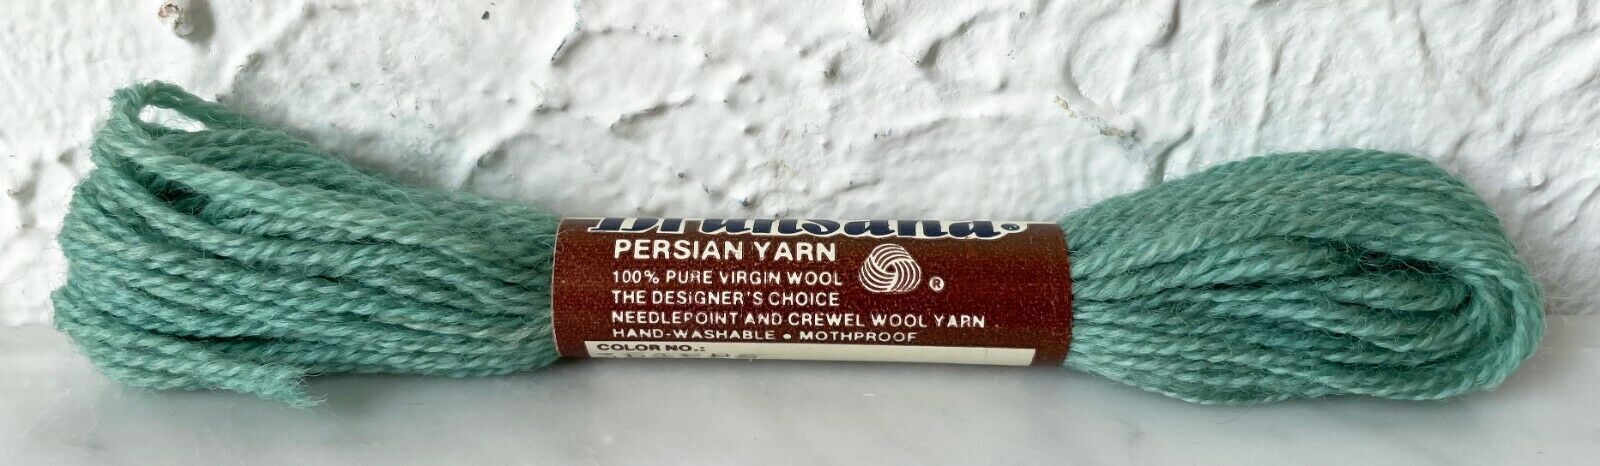 Brunsana®
PERSIAN YARN
100% PURE VIRGIN WOOL ®
THE DESIGNER'S CHOICE
NEEDLEPOINT AND CREWEL WOOL YARN
HAND-WASHABLE • MOTHPROOF
COLOR NO.: